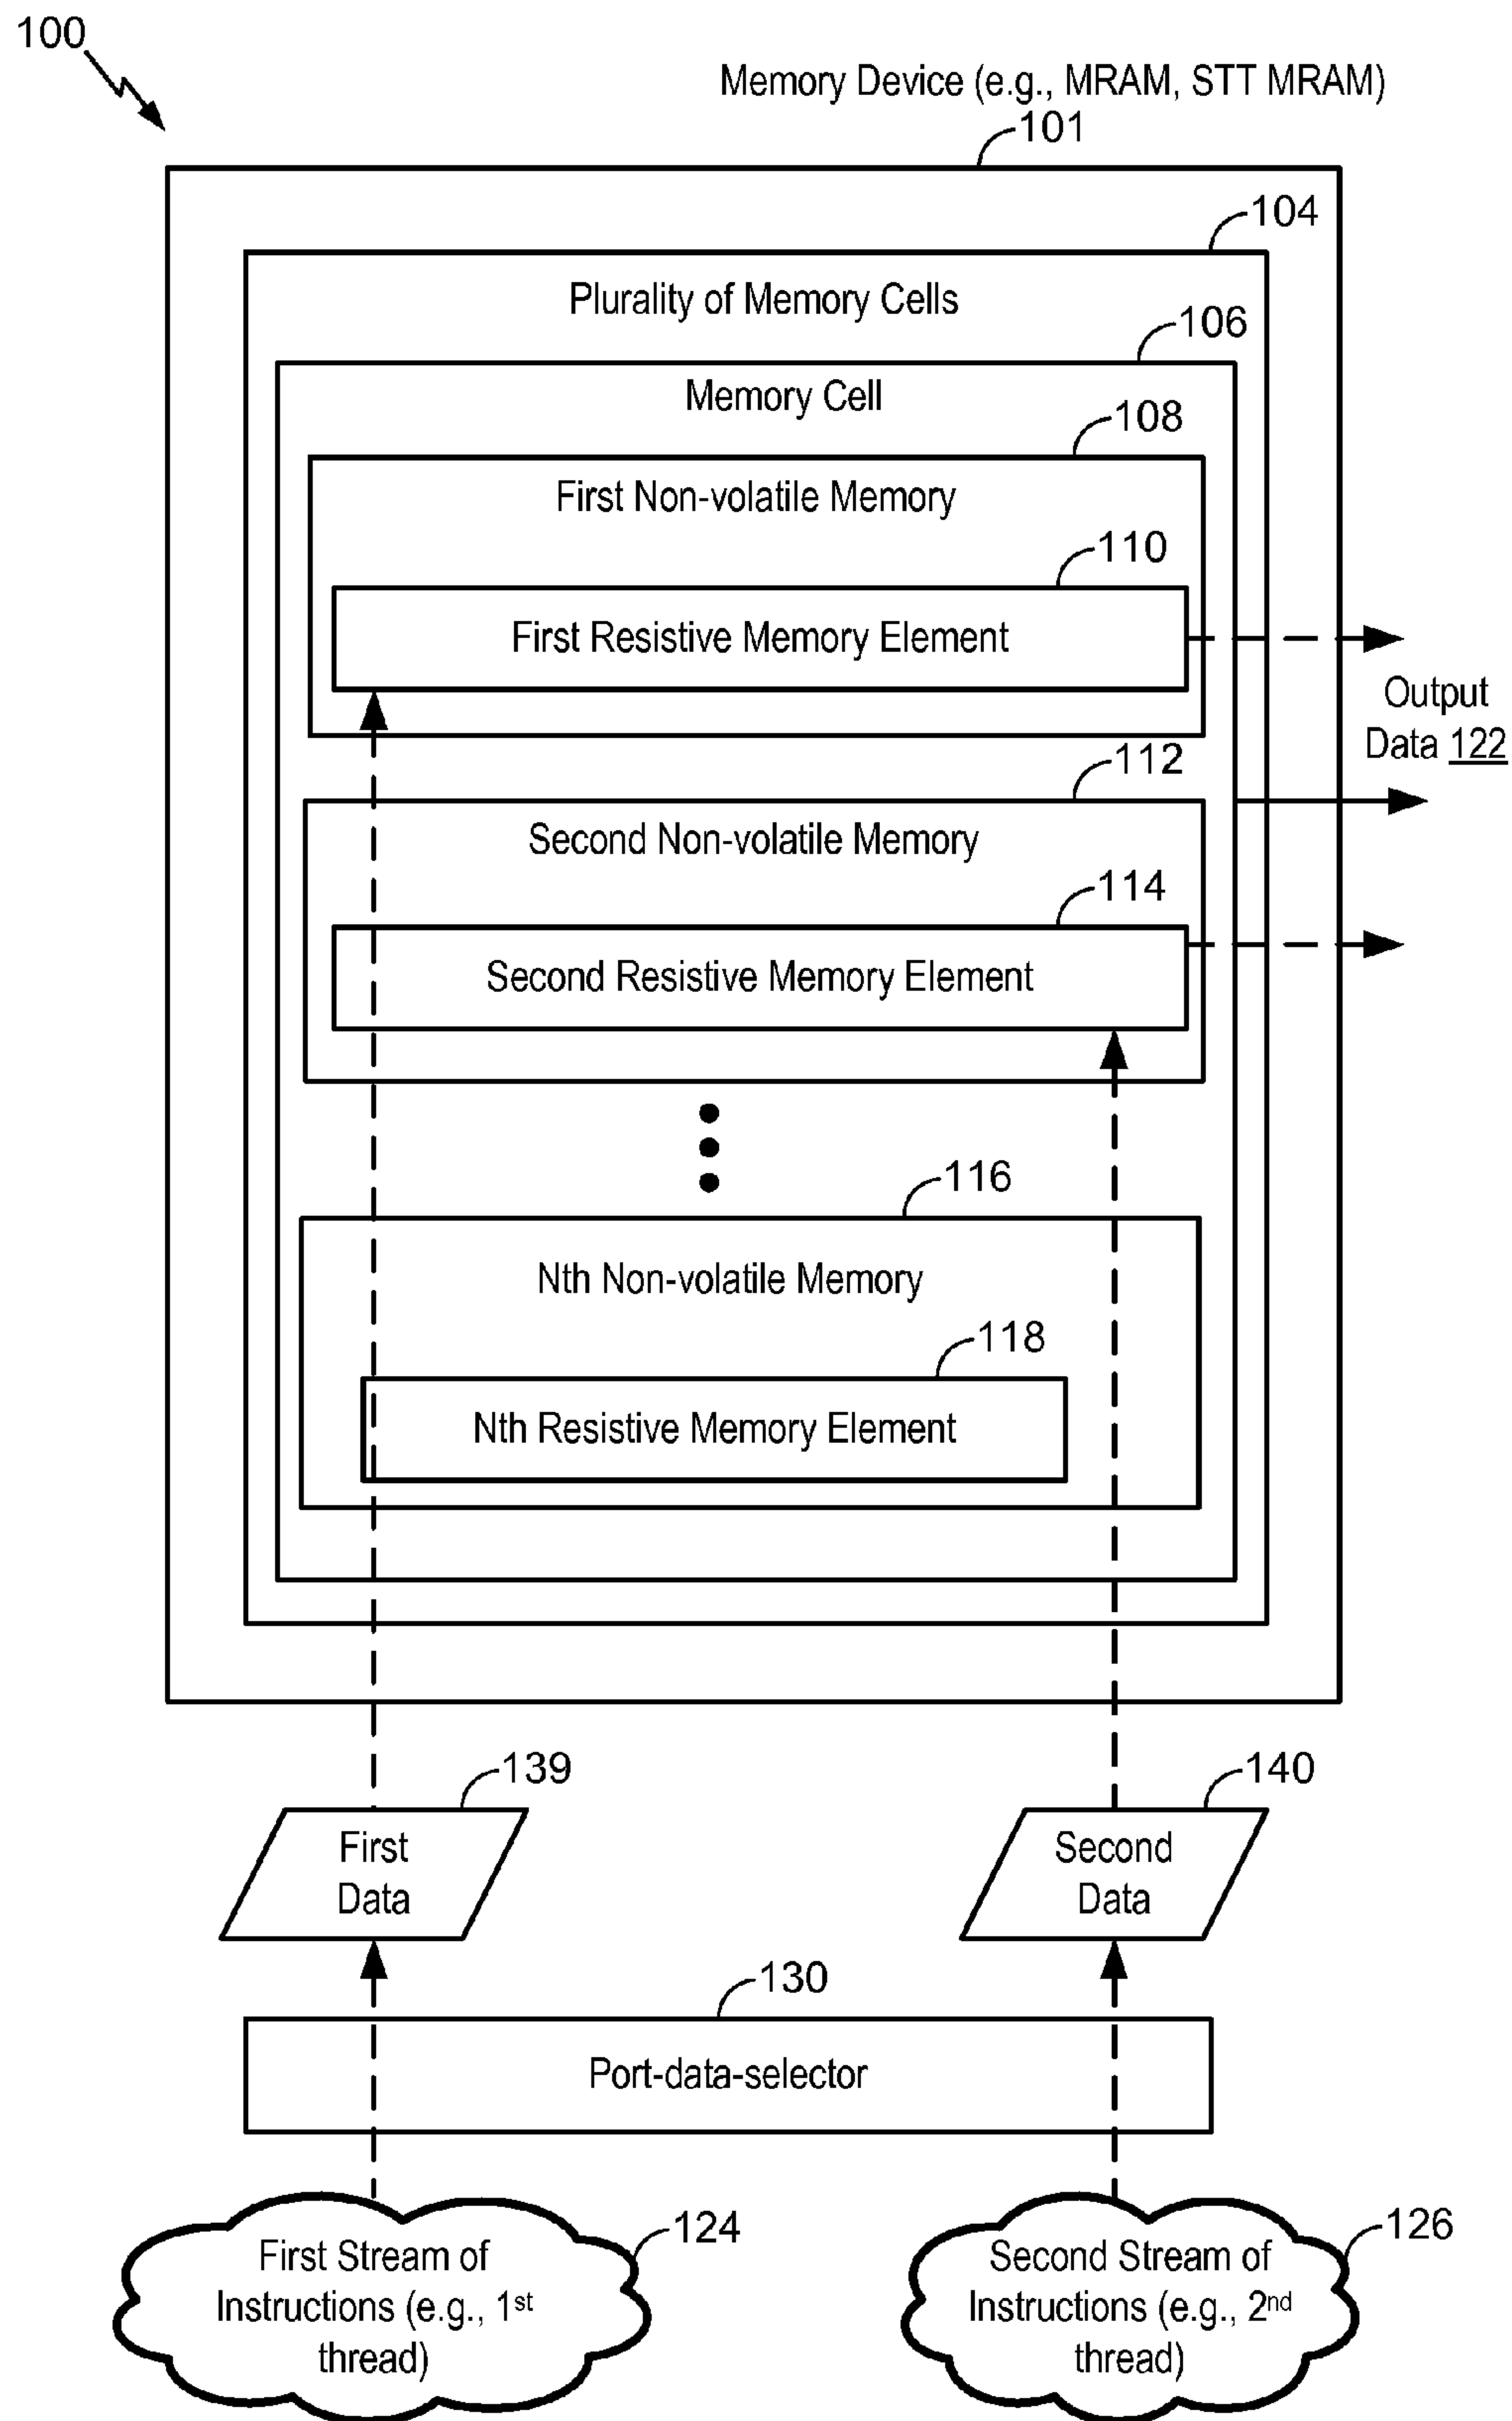 100
Memory Device (e.g., MRAM, STT MRAM)
101
104
Plurality of Memory Cells
106
Memory Cell
108
First Non-volatile Memory
110
First Resistive Memory Element
Output
Data 122
112
Second Non-volatile Memory
114
Second Resistive Memory Element
116
Nth Non-volatile Memory
118
Nth Resistive Memory Element
139
First
Data
140
Second
Data
130
Port-data-selector
124
First Stream of
Instructions (e.g., 1st
thread)
126
Second Stream of
Instructions (e.g., 2nd
thread)